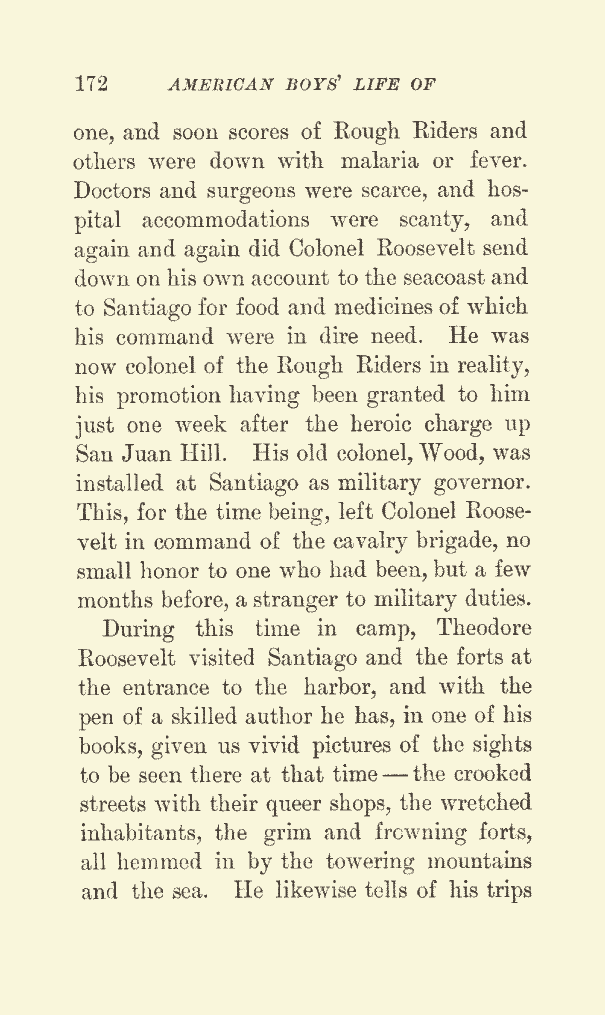 172 AMERICAN BOYS' LIFE OF
one, and soon scores of Rough Riders and
others were down with malaria or fever.
Doctors and surgeons were scarce, and hos-
pital accommodations were scanty, and
again and again did Colonel Roosevelt send
down on his own account to the seacoast and
to Santiago for food and medicines of which
his command were in dire need. He was
now colonel of the Rough Riders in reality,
his promotion having been granted to him
just one week after the heroic charge up
San Juan Hill. His old colonel, Wood, was
installed at Santiago as military governor.
This, for the time being, left Colonel Roose-
velt in command of the cavalry brigade, no
small honor to one who had been, but a few
months before, a stranger to military duties.
During this time in camp, Theodore
Roosevelt visited Santiago and the forts at
the entrance to the harbor, and with the
pen of a skilled author he has, in one of his
books, given us vivid pictures of the sights
to be seen there at that time — the crooked
streets with their queer shops, the wretched
inhabitants, the grim and frowning forts,
all hemmed in by the towering mountains
and the sea. He likewise tells of his trips